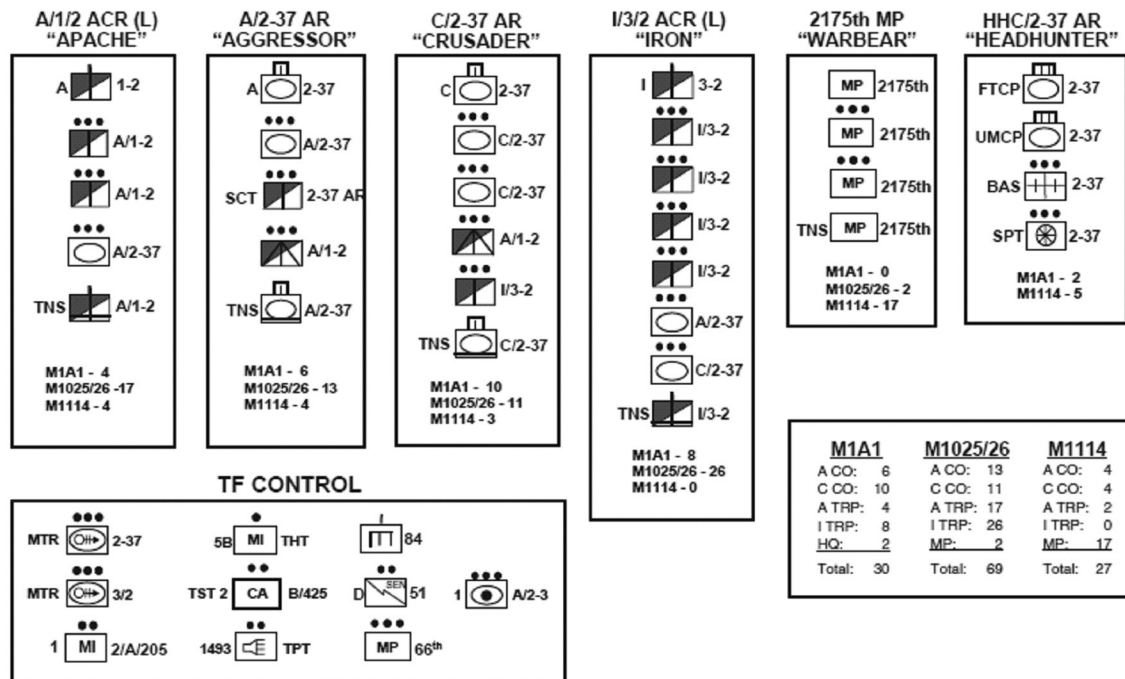 A/1/2 ACR (L)
“APACHE”
A 1-2
A/1-2
A/1-2
A/2-37
TNS A/1-2
M1A1 - 4
M1025/26 -17
M1114 - 4
A/2-37 AR
“AGGRESSOR”
A 2-37
A/2-37
SCT 2-37 AR
A/1-2
TNS A/2-37
M1A1 - 6
M1025/26 - 13
M1114 - 4
C/2-37 AR
“CRUSADER”
C 2-37
C/2-37
C/2-37
A/1-2
I/3-2
TNS C/2-37
M1A1 - 10
M1025/26 - 11
M1114 - 3
I/3/2 ACR (L)
“IRON”
I 3-2
I/3-2
I/3-2
I/3-2
I/3-2
A/2-37
C/2-37
TNS I/3-2
M1A1 - 8
M1025/26 - 26
M1114 - 0
2175th MP
“WARBEAR”
MP 2175th
MP 2175th
MP 2175th
TNS MP 2175th
M1A1 - 0
M1025/26 - 2
M1114 - 17
HHC/2-37 AR
“HEADHUNTER”
FTCP 2-37
UMCP 2-37
BAS 2-37
SPT 2-37
M1A1 - 2
M1114 - 5
TF CONTROL
MTR 2-37
MTR 3/2
1 MI 2/A/205
5B MI THT
TST 2 CA B/425
1493 TPT
I
84
D SEN 51
MP 66th
1 A/2-3
M1A1
A CO: 6
C CO: 10
A TRP: 4
I TRP: 8
HQ: 2
Total: 30
M1025/26
A CO: 13
C CO: 11
A TRP: 17
I TRP: 26
MP: 2
Total: 69
M1114
A CO: 4
C CO: 4
A TRP: 2
I TRP: 0
MP: 17
Total: 27